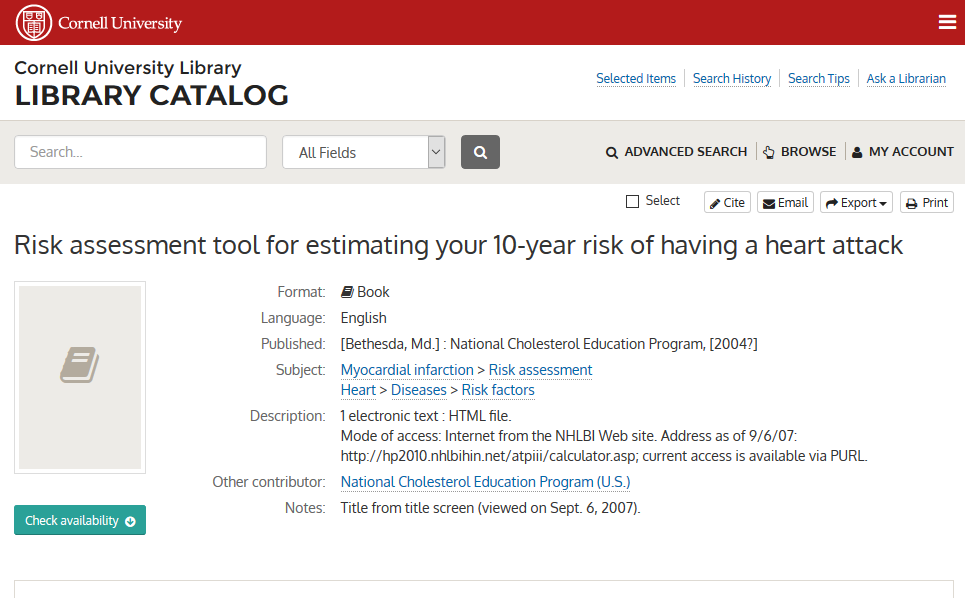 Cornell University
Cornell University Library
LIBRARY CATALOG
Selected Items
Search History
Search Tips
Ask a Librarian
Search...
All Fields
ADVANCED SEARCH
BROWSE
MY ACCOUNT
Select
Cite
Email
Export
Print
Risk assessment tool for estimating your 10-year risk of having a heart attack
Format: Book
Language: English
Published: [Bethesda, Md.] : National Cholesterol Education Program, [2004?]
Subject: Myocardial infarction > Risk assessment
Heart > Diseases > Risk factors
Description: 1 electronic text : HTML file.
Mode of access: Internet from the NHLBI Web site. Address as of 9/6/07:
http://hp2010.nhlbihin.net/atpiii/calculator.asp; current access is available via PURL.
Other contributor: National Cholesterol Education Program (U.S.)
Notes: Title from title screen (viewed on Sept. 6, 2007).
Check availability